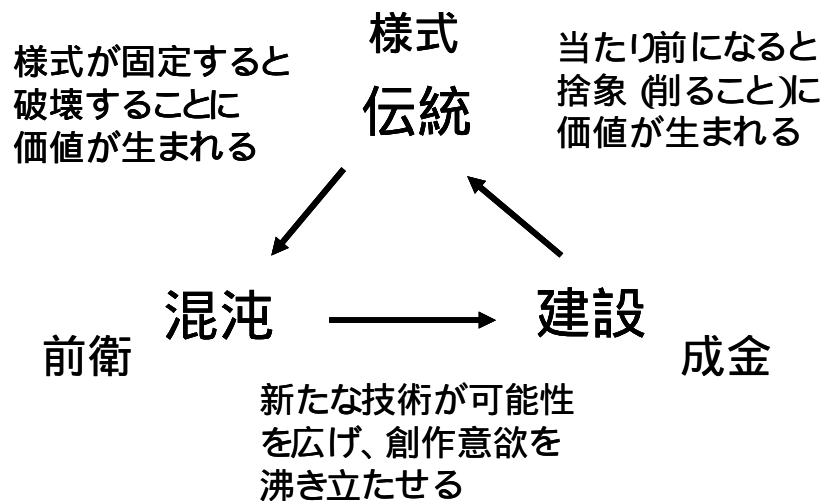 様式
伝統
様式が固定すると
破壊することに
価値が生まれる
当たり前になると
捨象(削ること)に
価値が生まれる
混沌
前衛
建設
成金
新たな技術が可能性
を広げ、創作意欲を
沸き立たせる